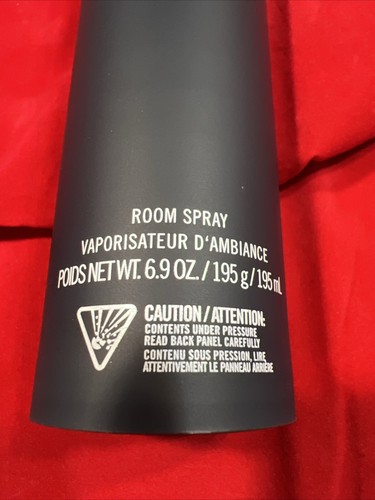 ROOM SPRAY
VAPORISATEUR D'AMBIANCE
POIDS NET WT. 6.9 OZ. / 195 g / 195 mL
CAUTION / ATTENTION:
CONTENTS UNDER PRESSURE
READ BACK PANEL CAREFULLY
CONTENU SOUS PRESSION, LIRE
ATTENTIVEMENT LE PANNEAU ARRIÈRE